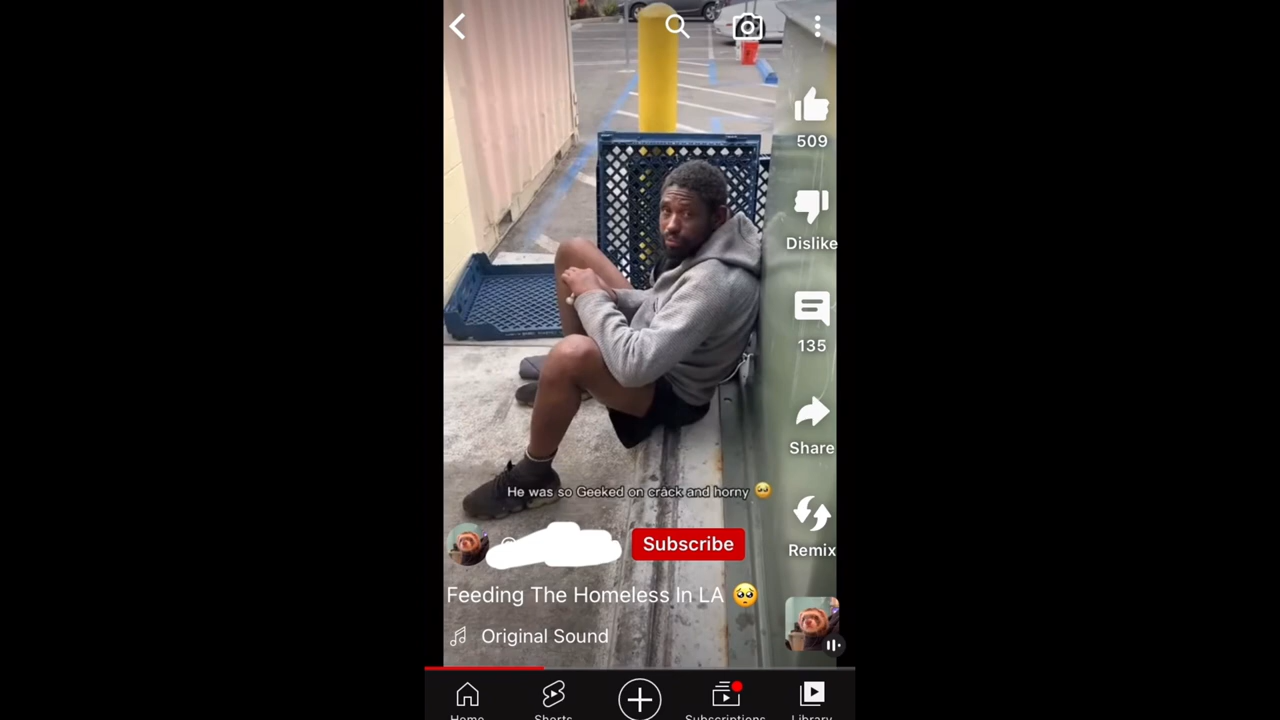 509
Dislike
135
Share
He was so Geeked on crack and horny 🥺
Subscribe
Remix
Feeding The Homeless In LA 🥺
Original Sound
Home
Shorts
Subscriptions
Library